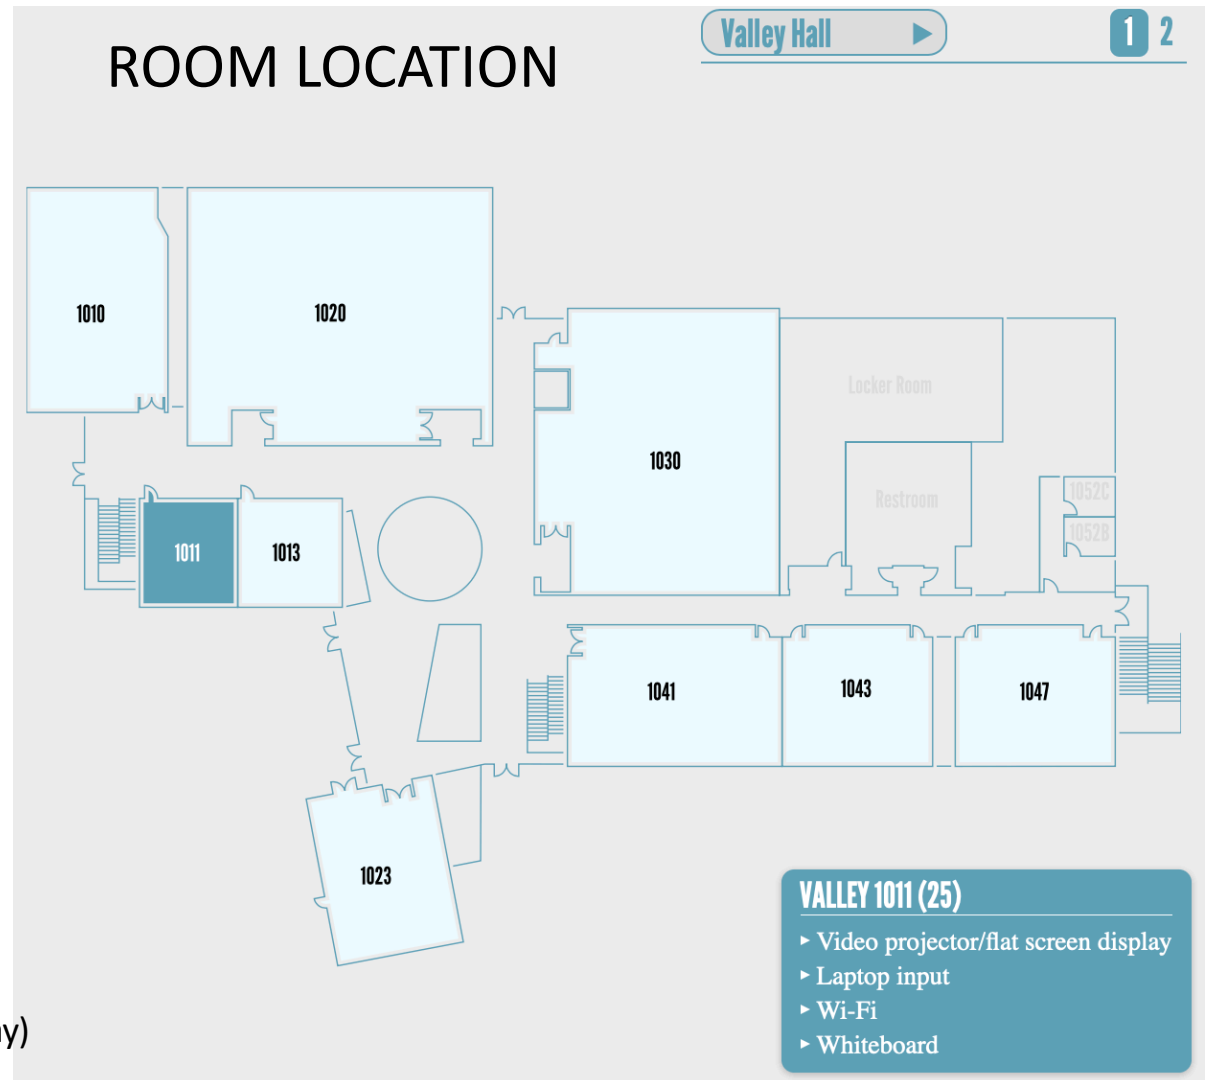 ROOM LOCATION
Valley Hall
1 2
1010
1020
Locker Room
1030
Restroom
1052C
1052B
1011
1013
1041
1043
1047
1023
VALLEY 1011 (25)
▸ Video projector/flat screen display
▸ Laptop input
▸ Wi-Fi
▸ Whiteboard
y)